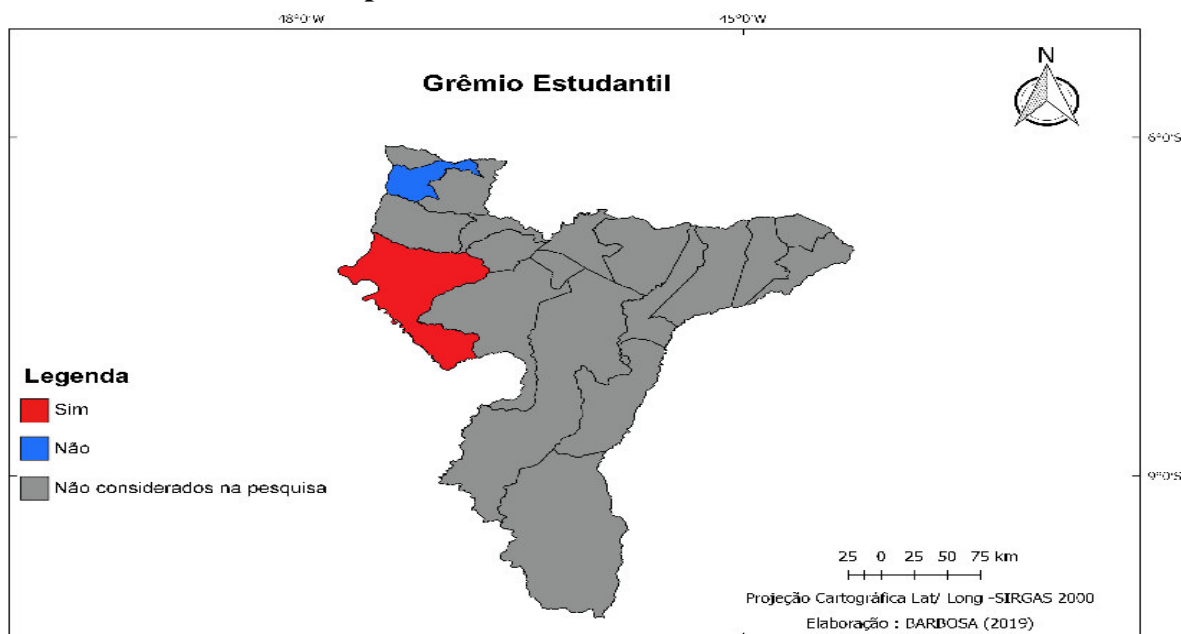 48°0'W 45°0'W
Grêmio Estudantil
N
6°0'S
Legenda
Sim
Não
Não considerados na pesquisa
9°0'S
25 0 25 50 75 km
Projeção Cartográfica Lat/ Long -SIRGAS 2000
Elaboração : BARBOSA (2019)